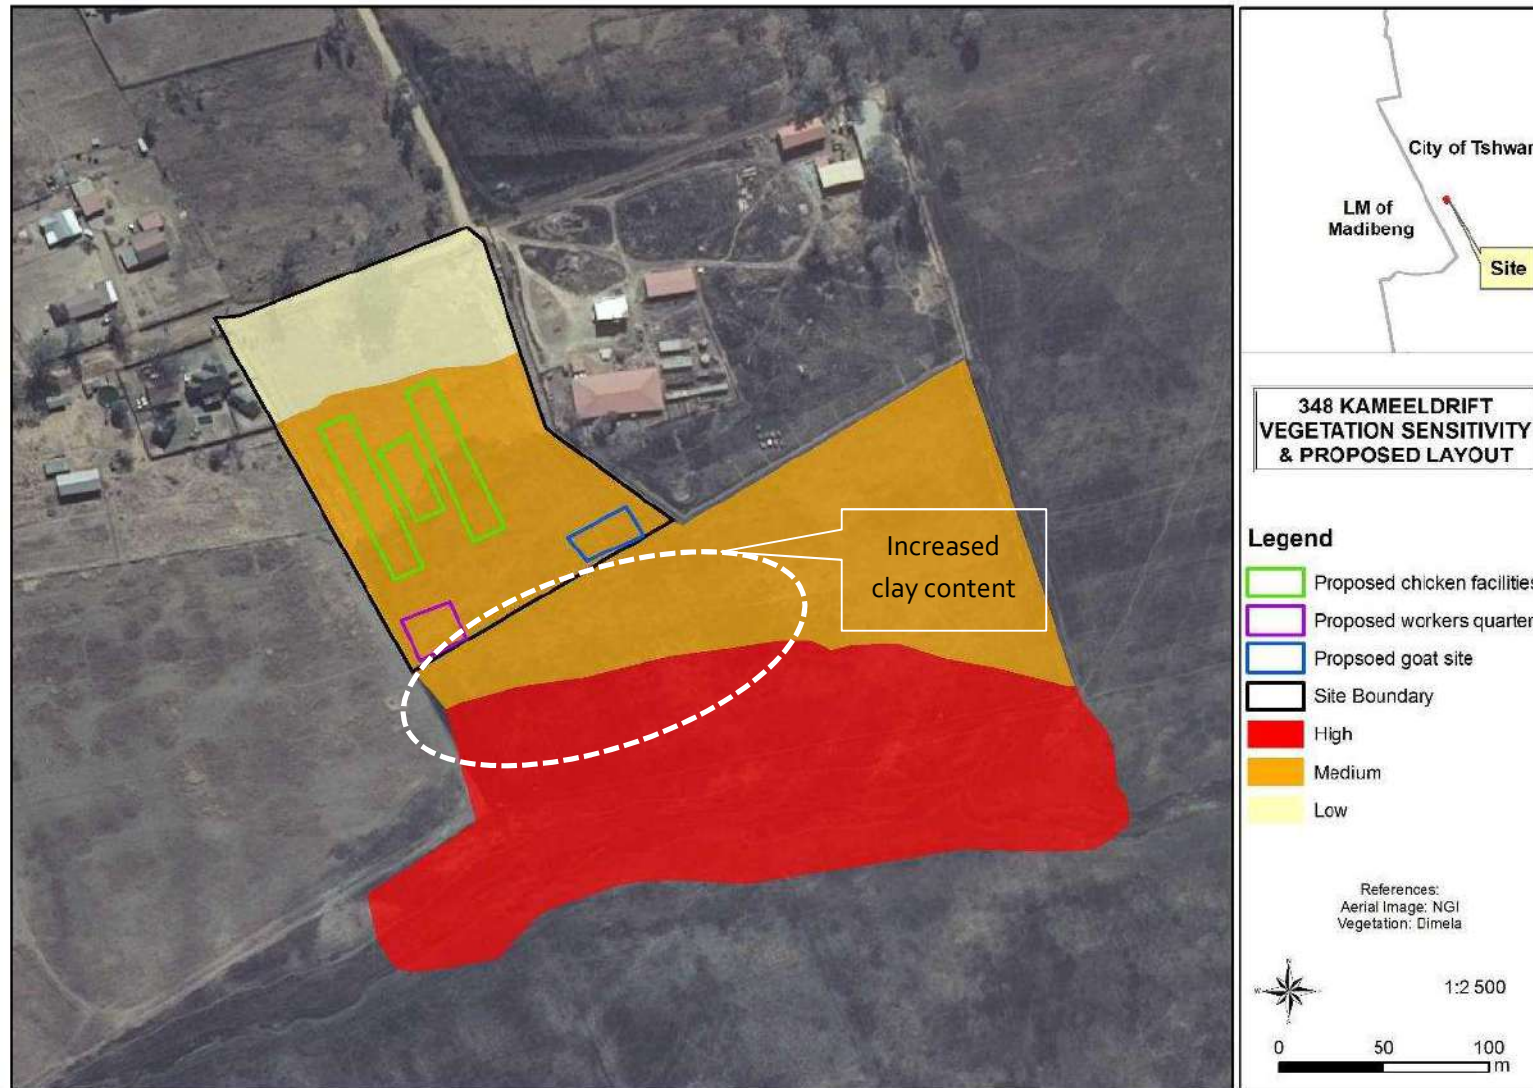 City of Tshwan
LM of
Madibeng
Site
348 KAMEELDRIFT
VEGETATION SENSITIVITY
& PROPOSED LAYOUT
Increased
clay content
Legend
Proposed chicken facilities
Proposed workers quarter
Propsoed goat site
Site Boundary
High
Medium
Low
References:
Aerial Image: NGI
Vegetation: Dimela
1:2 500
0 50 100
m